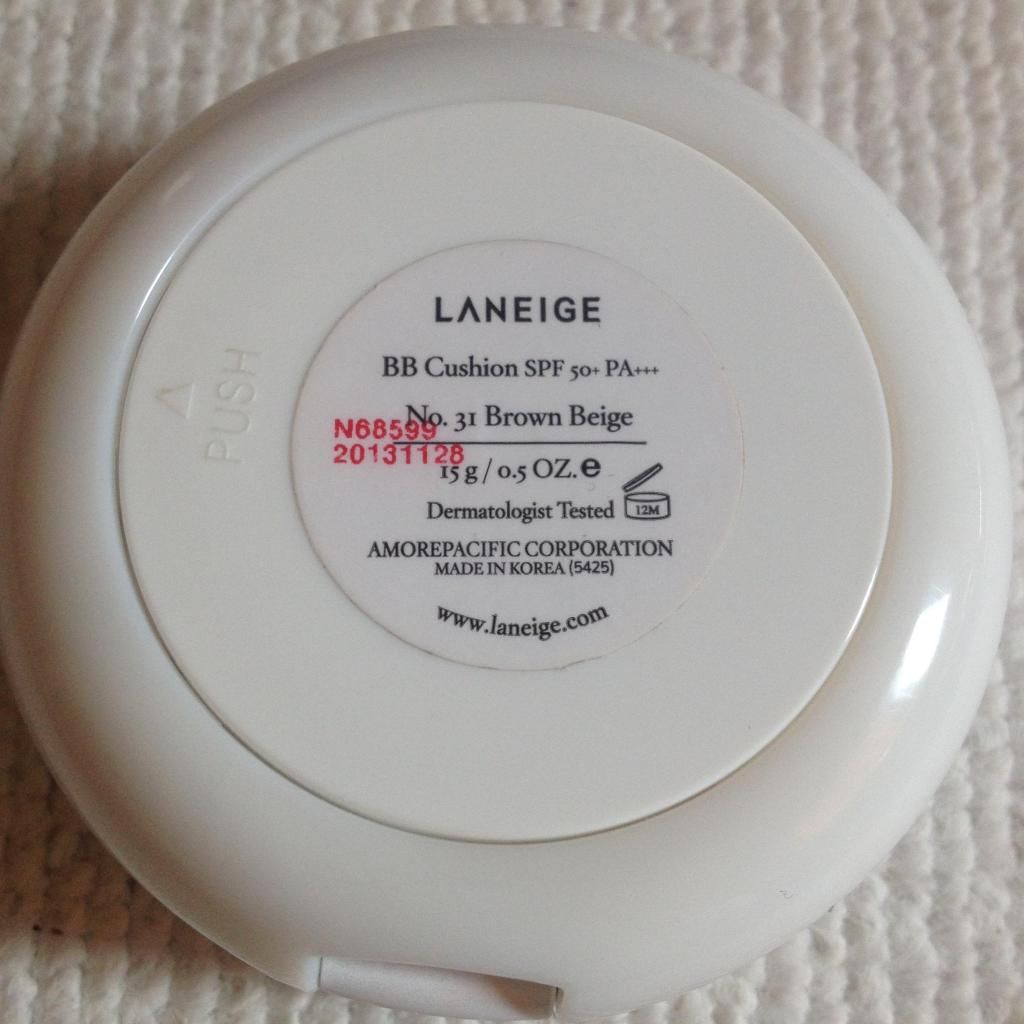 LANEIGE
BB Cushion SPF 50+ PA+++
No. 31 Brown Beige
N68599
20131128
15 g / 0.5 OZ. e
Dermatologist Tested 12M
AMOREPACIFIC CORPORATION
MADE IN KOREA (5425)
www.laneige.com
PUSH